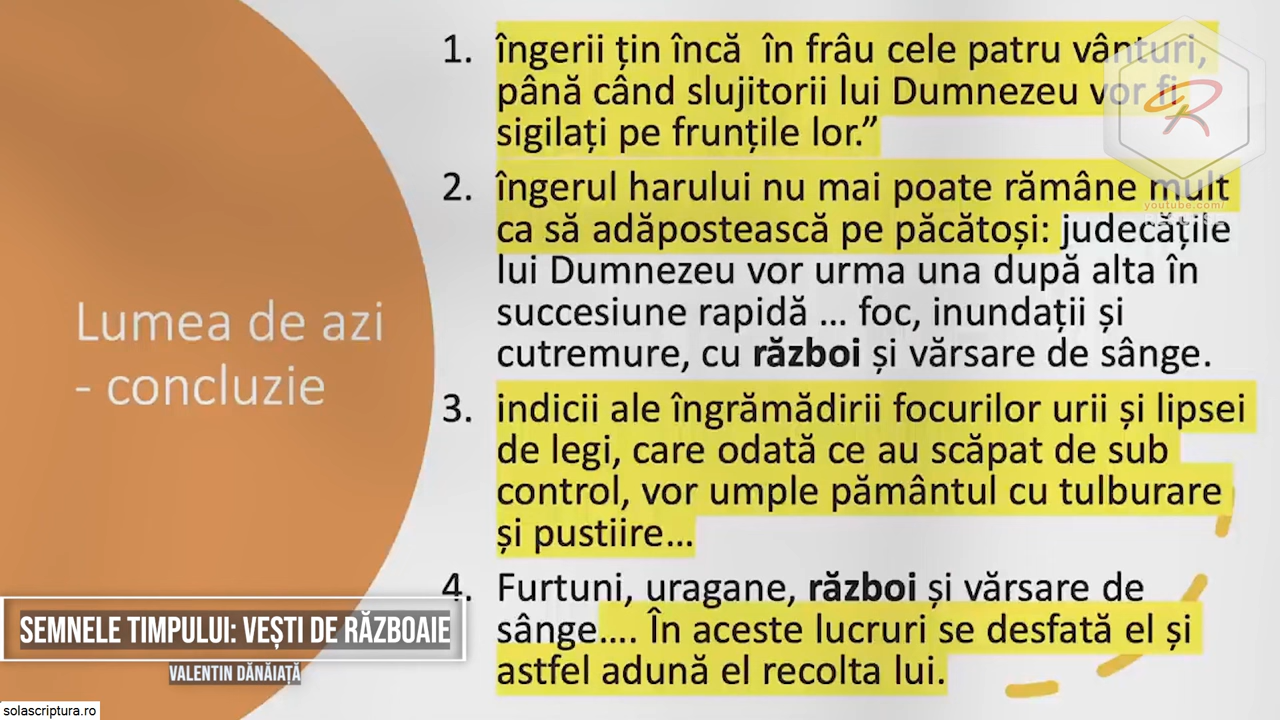 Lumea de azi
- concluzie
1. îngerii țin încă în frâu cele patru vânturi,
până când slujitorii lui Dumnezeu vor fi
sigilați pe frunțile lor.”
2. îngerul harului nu mai poate rămâne mult
ca să adăpostească pe păcătoși: judecățile
lui Dumnezeu vor urma una după alta în
succesiune rapidă ... foc, inundații și
cutremure, cu război și vărsare de sânge.
3. indicii ale îngrămădirii focurilor urii și lipsei
de legi, care odată ce au scăpat de sub
control, vor umple pământul cu tulburare
și pustiire...
4. Furtuni, uragane, război și vărsare de
sânge.... În aceste lucruri se desfată el și
astfel adună el recolta lui.
youtube.com/
SEMNELE TIMPULUI: VEȘTI DE RĂZBOAIE
VALENTIN DĂNĂIAȚĂ
solascriptura.ro